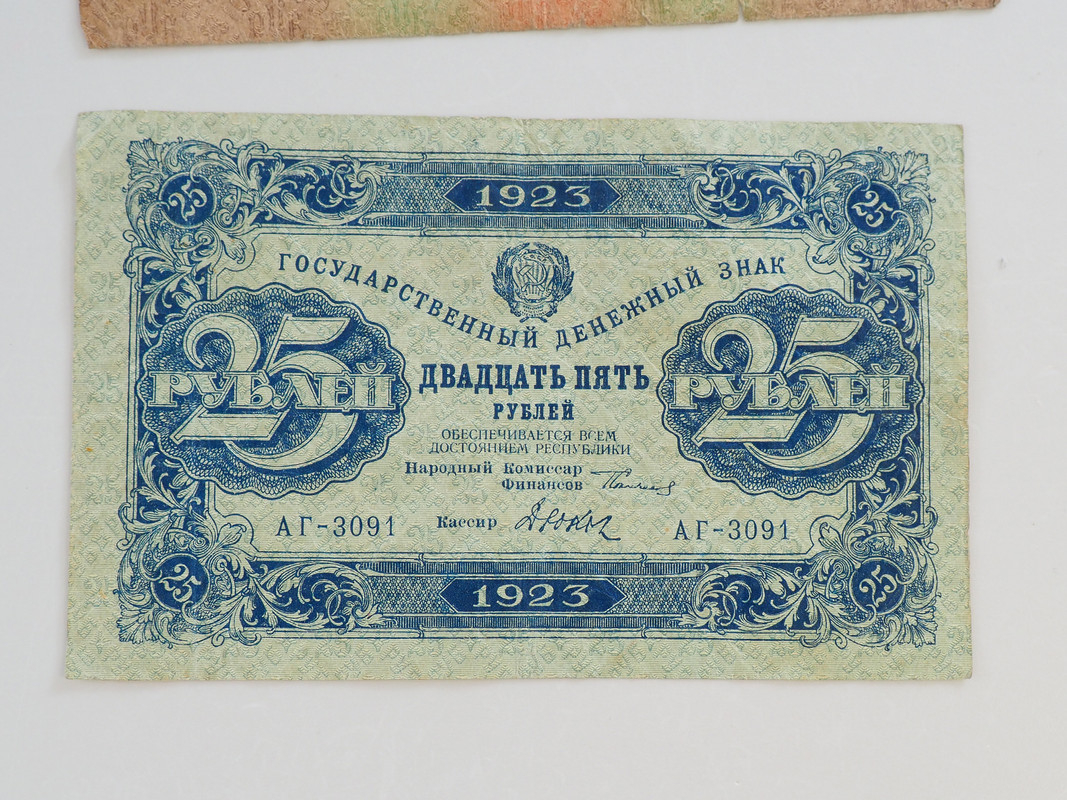 1923
25
25
ГОСУДАРСТВЕННЫЙ ДЕНЕЖНЫЙ ЗНАК
25
РУБЛЕЙ
25
РУБЛЕЙ
ДВАДЦАТЬ ПЯТЬ
РУБЛЕЙ
ОБЕСПЕЧИВАЕТСЯ ВСЕМ
ДОСТОЯНИЕМ РЕСПУБЛИКИ
Народный Комиссар
Финансов
АГ-3091
Кассир
АГ-3091
25
1923
25